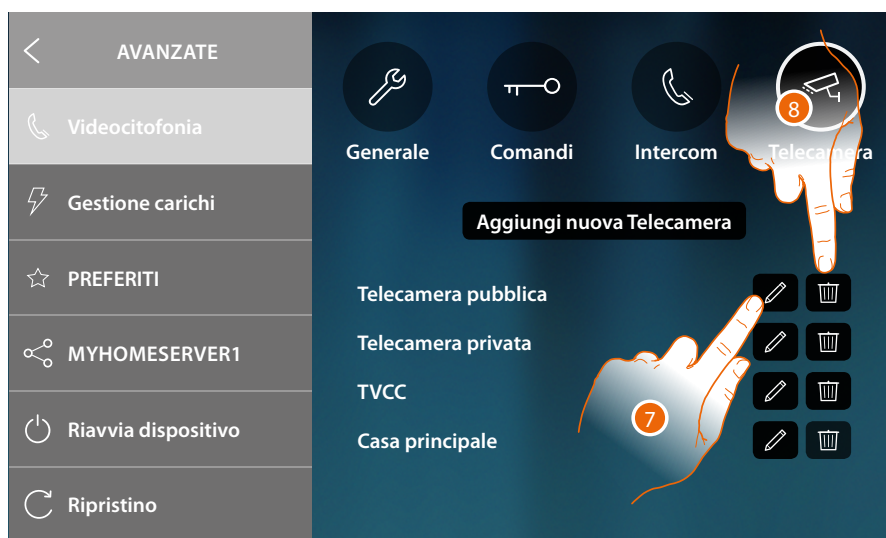 AVANZATE
Videocitofonia
Gestione carichi
PREFERITI
MYHOMESERVER1
Riavvia dispositivo
Ripristino
Generale
Comandi
Intercom
Telecamera
8
Aggiungi nuova Telecamera
Telecamera pubblica
Telecamera privata
TVCC
7
Casa principale